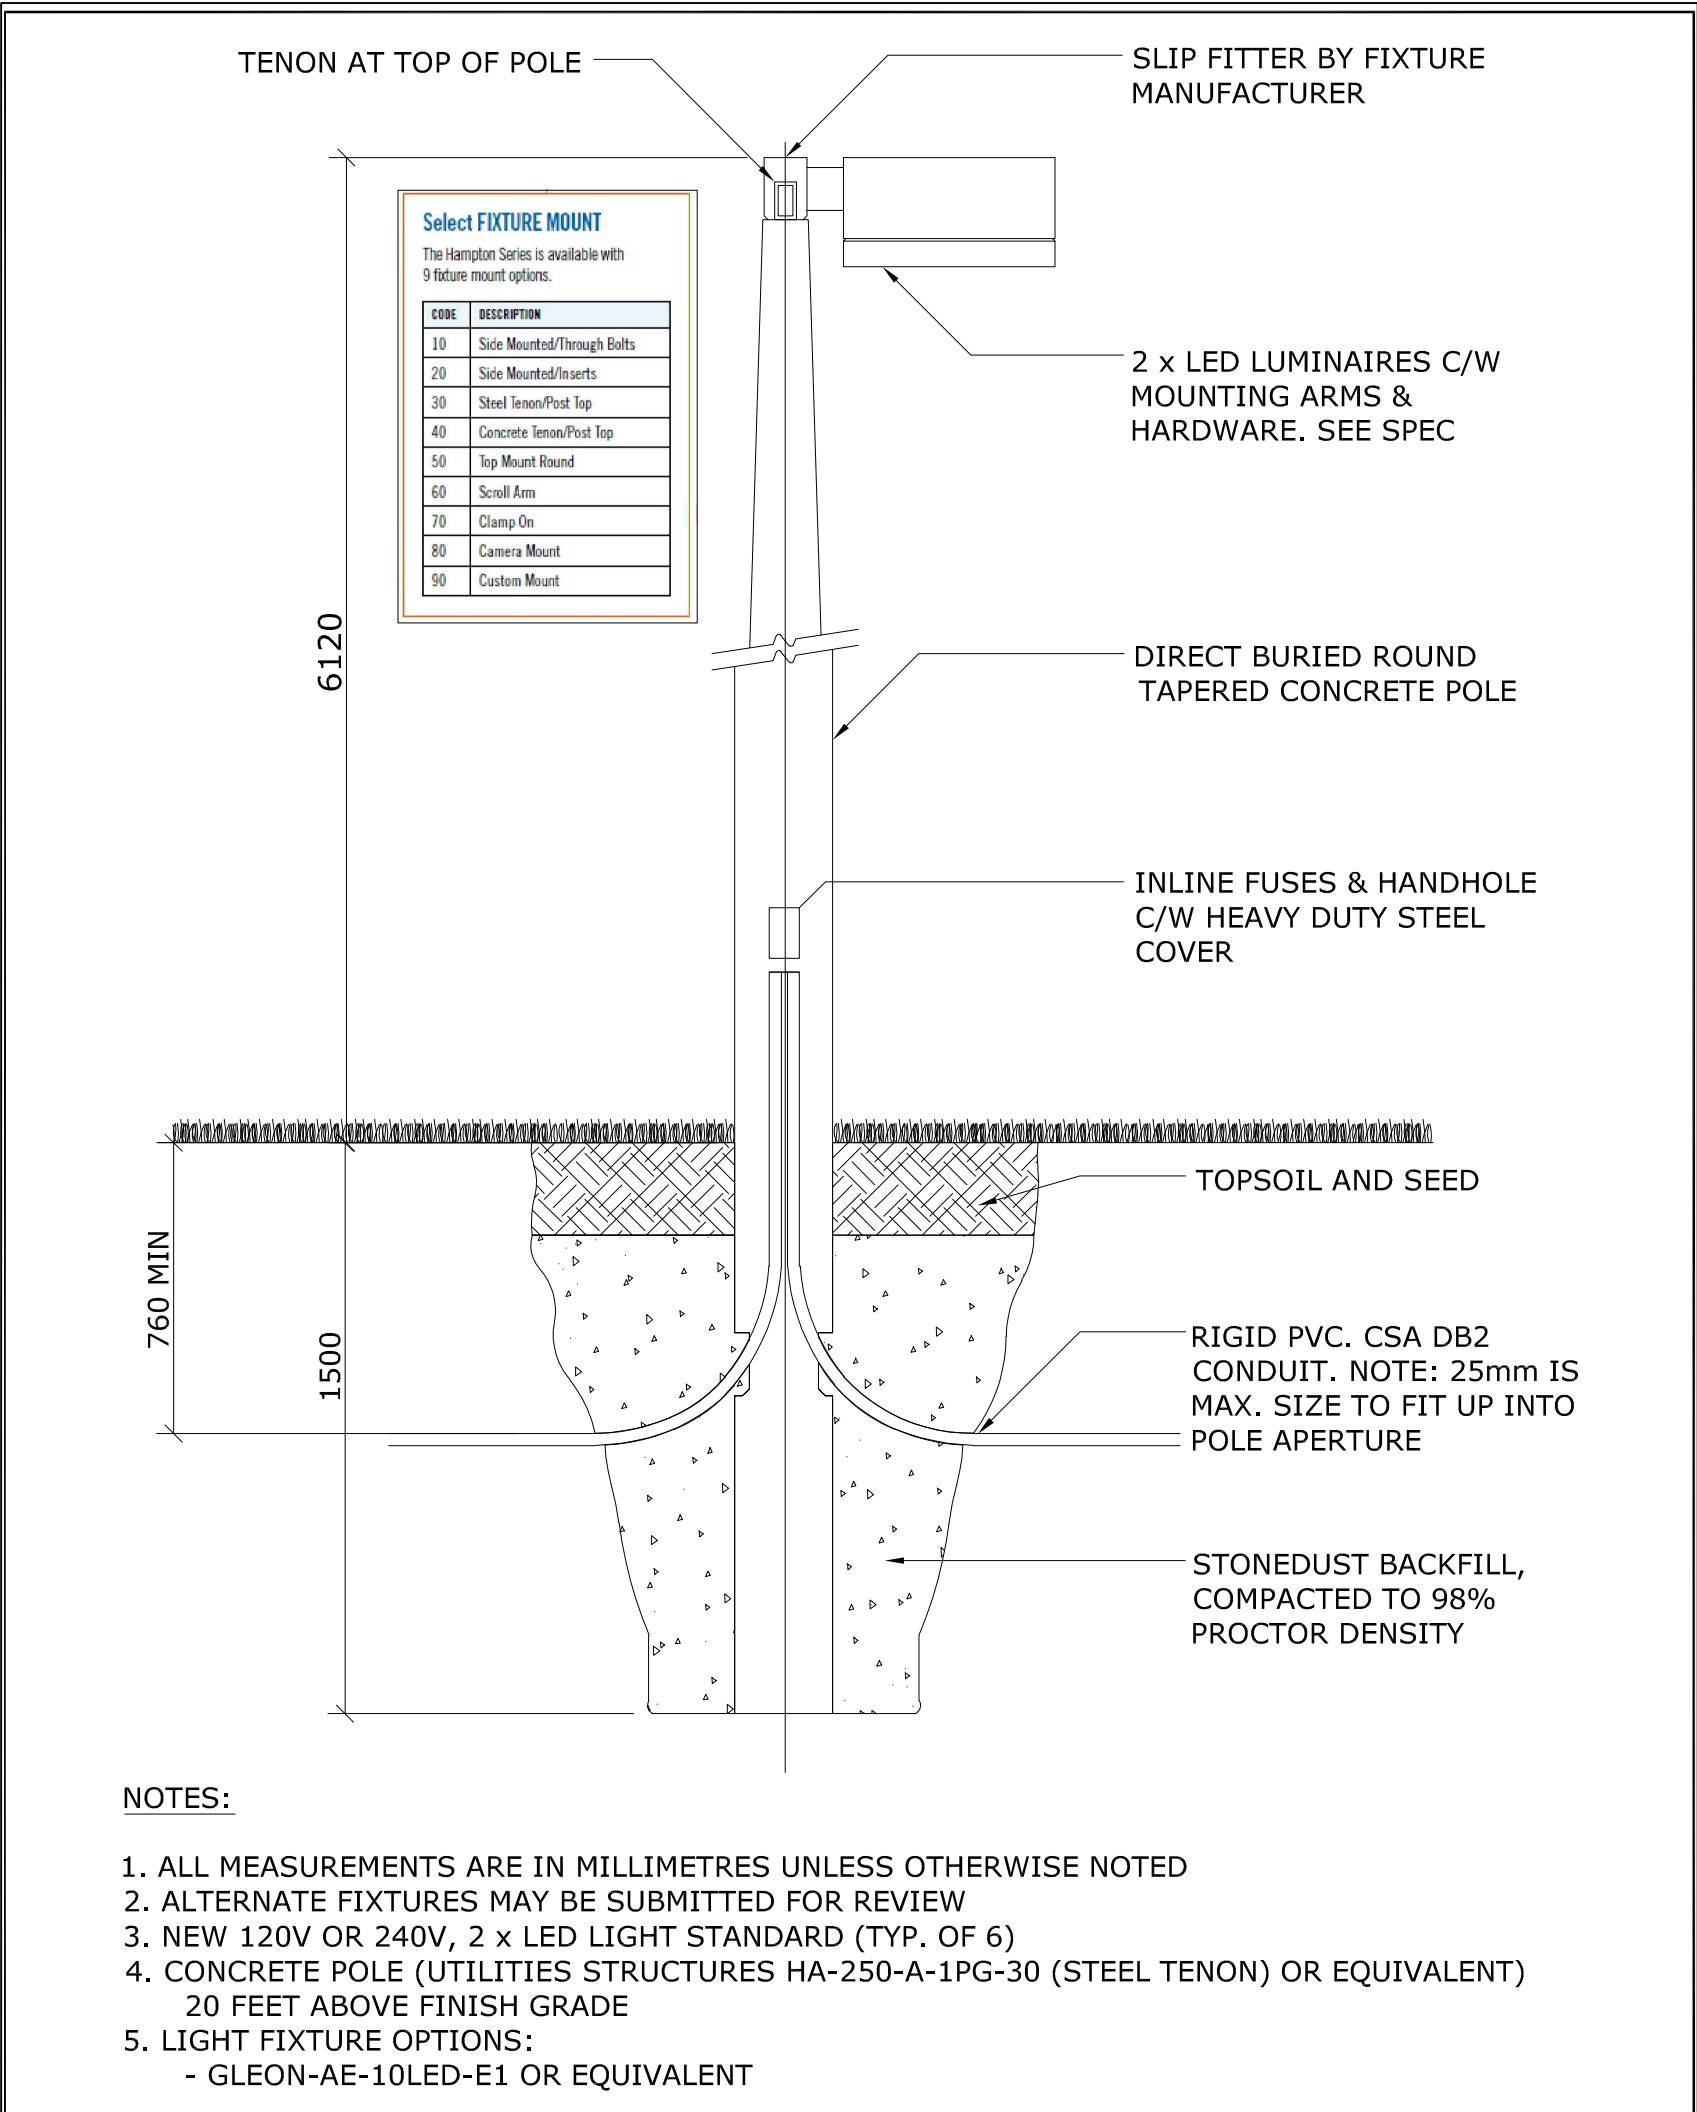 TENON AT TOP OF POLE
SLIP FITTER BY FIXTURE
MANUFACTURER
Select FIXTURE MOUNT
The Hampton Series is available with
9 fixture mount options.
CODE DESCRIPTION
10 Side Mounted/Through Bolts
20 Side Mounted/Inserts
30 Steel Tenon/Post Top
40 Concrete Tenon/Post Top
50 Top Mount Round
60 Scroll Arm
70 Clamp On
80 Camera Mount
90 Custom Mount
2 x LED LUMINAIRES C/W
MOUNTING ARMS &
HARDWARE. SEE SPEC
6120
DIRECT BURIED ROUND
TAPERED CONCRETE POLE
INLINE FUSES & HANDHOLE
C/W HEAVY DUTY STEEL
COVER
TOPSOIL AND SEED
760 MIN
1500
RIGID PVC. CSA DB2
CONDUIT. NOTE: 25mm IS
MAX. SIZE TO FIT UP INTO
POLE APERTURE
STONEDUST BACKFILL,
COMPACTED TO 98%
PROCTOR DENSITY
NOTES:
1. ALL MEASUREMENTS ARE IN MILLIMETRES UNLESS OTHERWISE NOTED
2. ALTERNATE FIXTURES MAY BE SUBMITTED FOR REVIEW
3. NEW 120V OR 240V, 2 x LED LIGHT STANDARD (TYP. OF 6)
4. CONCRETE POLE (UTILITIES STRUCTURES HA-250-A-1PG-30 (STEEL TENON) OR EQUIVALENT)
20 FEET ABOVE FINISH GRADE
5. LIGHT FIXTURE OPTIONS:
- GLEON-AE-10LED-E1 OR EQUIVALENT